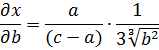 ∂x/∂b = a/(c − a) · 1/(3∛b²)